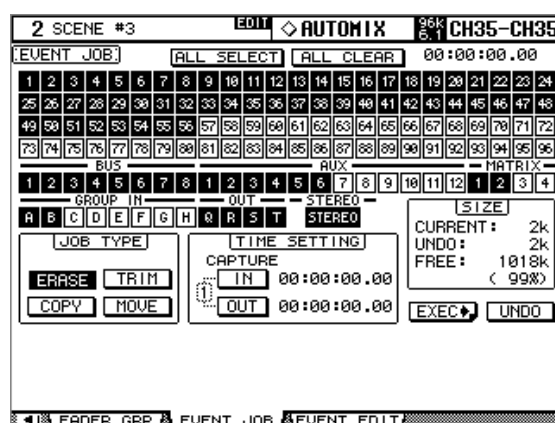 2 SCENE #3 EDIT ◇AUTOMIX 96K 6.1 CH35-CH35
EVENT JOB ALL SELECT ALL CLEAR 00:00:00.00
1 2 3 4 5 6 7 8 9 10 11 12 13 14 15 16 17 18 19 20 21 22 23 24
25 26 27 28 29 30 31 32 33 34 35 36 37 38 39 40 41 42 43 44 45 46 47 48
49 50 51 52 53 54 55 56 57 58 59 60 61 62 63 64 65 66 67 68 69 70 71 72
73 74 75 76 77 78 79 80 81 82 83 84 85 86 87 88 89 90 91 92 93 94 95 96
BUS AUX MATRIX
1 2 3 4 5 6 7 8 1 2 3 4 5 6 7 8 9 10 11 12 1 2 3 4
GROUP IN OUT STEREO
A B C D E F G H Q R S T STEREO
SIZE
CURRENT: 2k
UNDO: 2k
FREE: 1018k
( 99%)
JOB TYPE
ERASE TRIM
COPY MOVE
TIME SETTING
CAPTURE
1 IN 00:00:00.00
OUT 00:00:00.00
EXEC UNDO
FADER GRP EVENT JOB EVENT EDIT